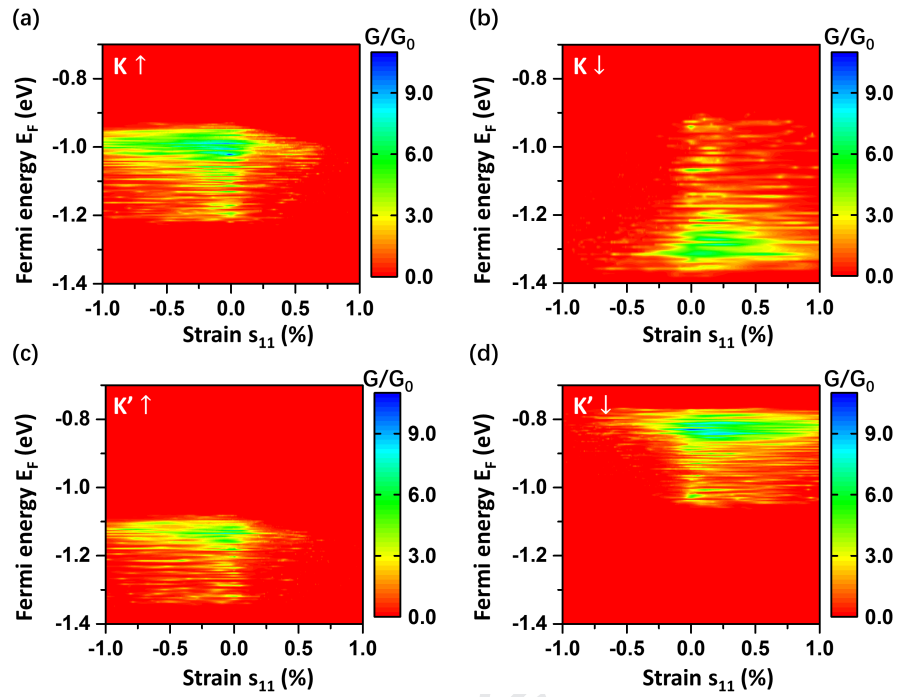 (a)
G/G0
K ↑
Fermi energy EF (eV)
-0.8
-1.0
-1.2
-1.4
-1.0 -0.5 0.0 0.5 1.0
Strain s11 (%)
9.0
6.0
3.0
0.0
(b)
G/G0
K ↓
Fermi energy EF (eV)
-0.8
-1.0
-1.2
-1.4
-1.0 -0.5 0.0 0.5 1.0
Strain s11 (%)
9.0
6.0
3.0
0.0
(c)
G/G0
K' ↑
Fermi energy EF (eV)
-0.8
-1.0
-1.2
-1.4
-1.0 -0.5 0.0 0.5 1.0
Strain s11 (%)
9.0
6.0
3.0
0.0
(d)
G/G0
K' ↓
Fermi energy EF (eV)
-0.8
-1.0
-1.2
-1.4
-1.0 -0.5 0.0 0.5 1.0
Strain s11 (%)
9.0
6.0
3.0
0.0